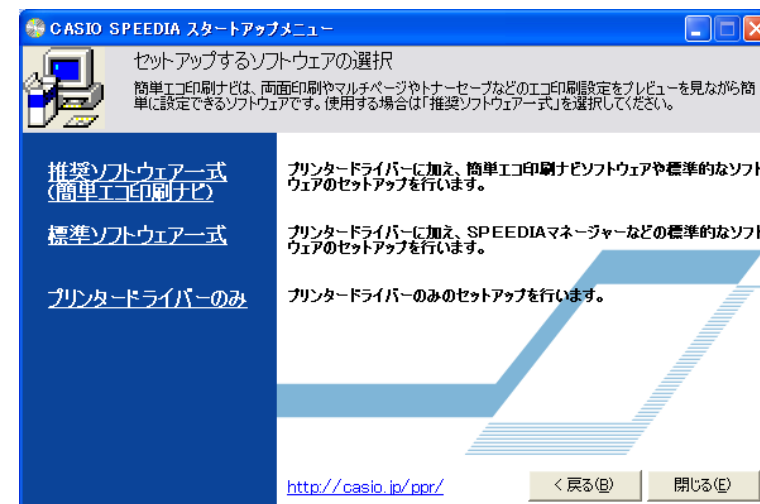 CASIO SPEEDIA スタートアップメニュー
セットアップするソフトウェアの選択
簡単エコ印刷ナビは、両面印刷やマルチページやトナーセーブなどのエコ印刷設定をプレビューを見ながら簡
単に設定できるソフトウェアです。使用する場合は「推奨ソフトウェア一式」を選択してください。
推奨ソフトウェア一式
(簡単エコ印刷ナビ)
プリンタードライバーに加え、簡単エコ印刷ナビソフトウェアや標準的なソフト
ウェアのセットアップを行います。
標準ソフトウェア一式
プリンタードライバーに加え、SPEEDIAマネージャーなどの標準的なソフト
ウェアのセットアップを行います。
プリンタードライバーのみ
プリンタードライバーのみのセットアップを行います。
http://casio.jp/ppr/
< 戻る(B)
閉じる(E)